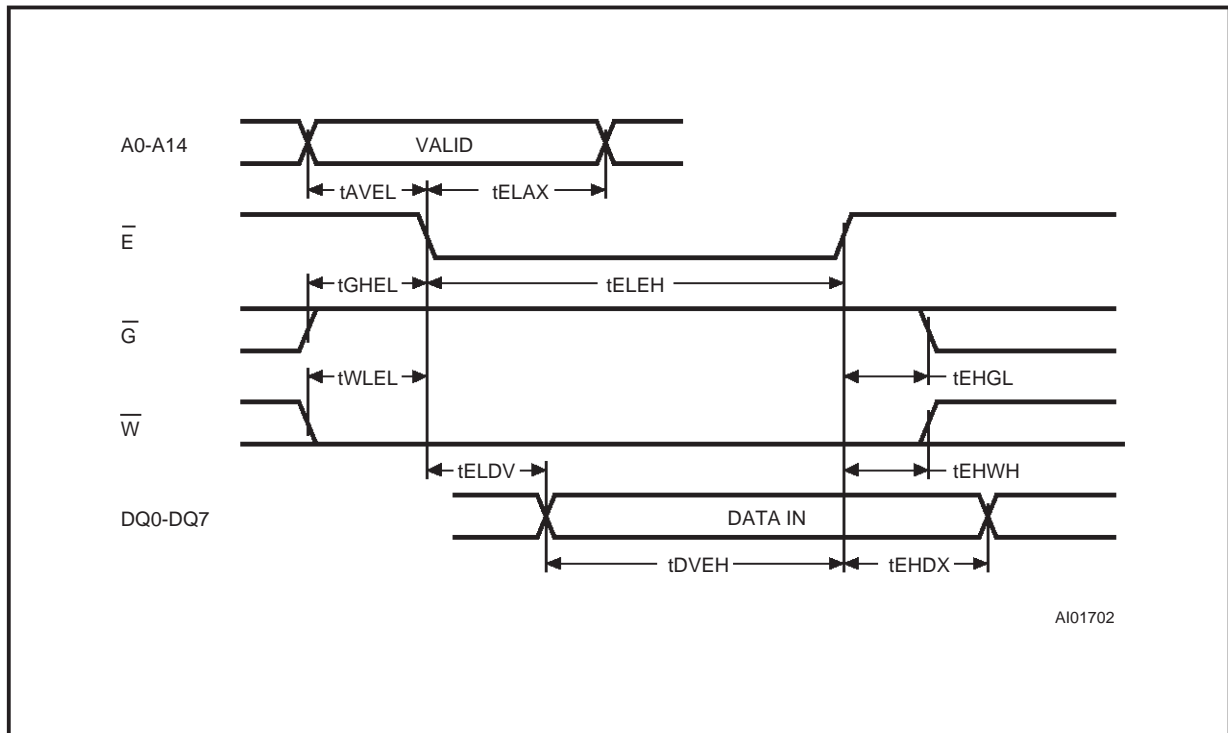 A0-A14
VALID
tAVEL
tELAX
E̅
tGHEL
tELEH
G̅
tWLEL
tEHGL
W̅
tELDV
tEHWH
DQ0-DQ7
DATA IN
tDVEH
tEHDX
AI01702